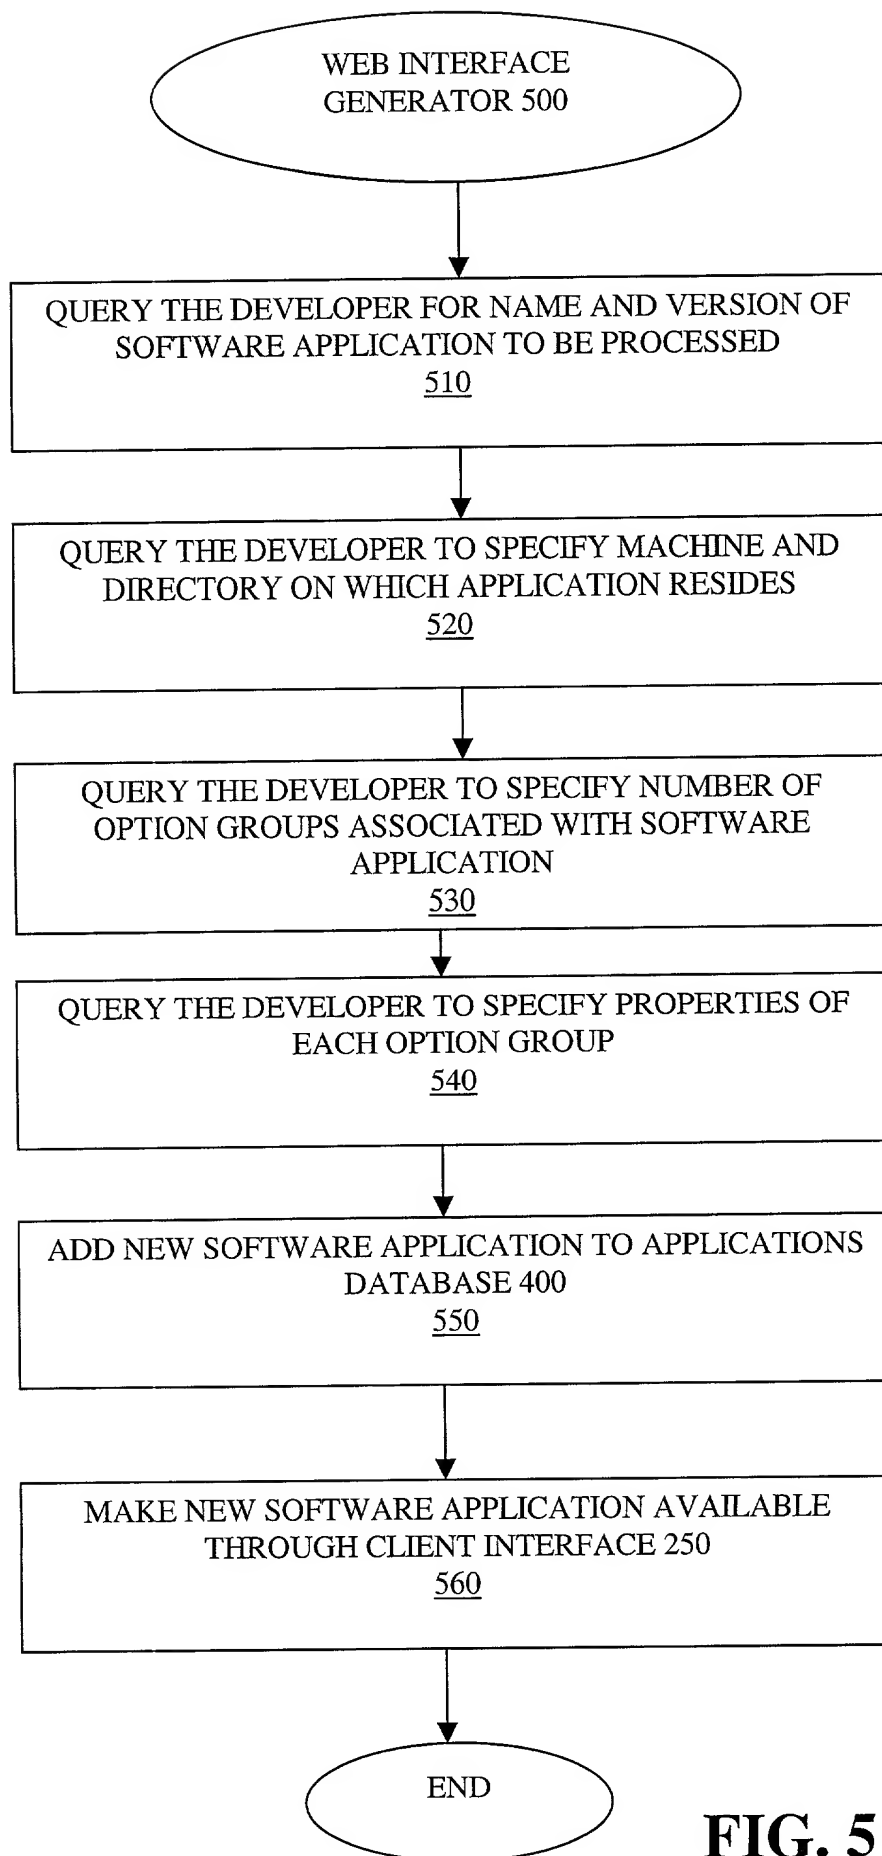 WEB INTERFACE
GENERATOR 500
QUERY THE DEVELOPER FOR NAME AND VERSION OF
SOFTWARE APPLICATION TO BE PROCESSED
510
QUERY THE DEVELOPER TO SPECIFY MACHINE AND
DIRECTORY ON WHICH APPLICATION RESIDES
520
QUERY THE DEVELOPER TO SPECIFY NUMBER OF
OPTION GROUPS ASSOCIATED WITH SOFTWARE
APPLICATION
530
QUERY THE DEVELOPER TO SPECIFY PROPERTIES OF
EACH OPTION GROUP
540
ADD NEW SOFTWARE APPLICATION TO APPLICATIONS
DATABASE 400
550
MAKE NEW SOFTWARE APPLICATION AVAILABLE
THROUGH CLIENT INTERFACE 250
560
END
FIG. 5